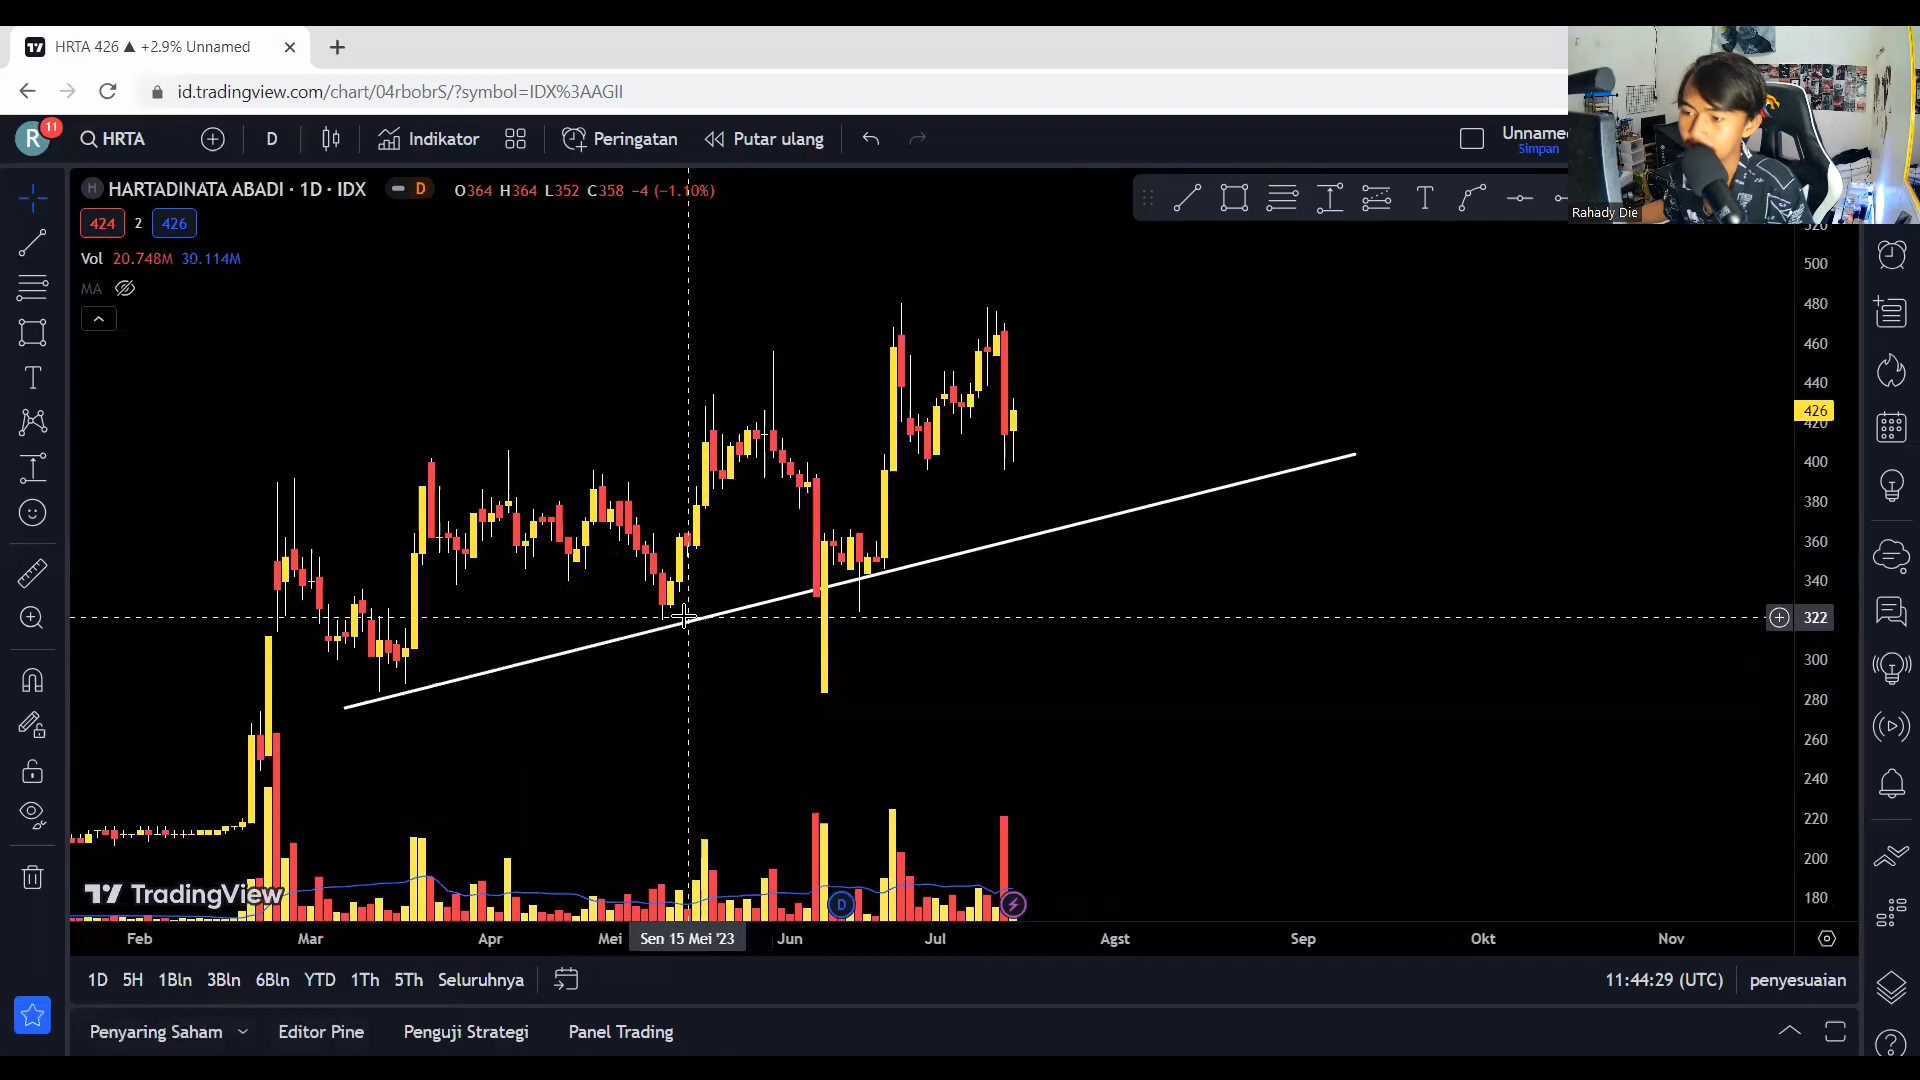 HRTA 426 ▲ +2.9% Unnamed
id.tradingview.com/chart/04rbobrS/?symbol=IDX%3AAGII
R 11 HRTA D Indikator Peringatan Putar ulang
Simpan
H HARTADINATA ABADI · 1D · IDX D O364 H364 L352 C358 −4 (−1.10%)
424 2 426
Vol 20.748M 30.114M
MA
T
T
Rahady Die
500
480
460
440
426
420
400
380
360
340
322
300
280
260
240
220
200
180
TradingView
D
Feb Mar Apr Mei Sen 15 Mei '23 Jun Jul Agst Sep Okt Nov
1D 5H 1Bln 3Bln 6Bln YTD 1Th 5Th Seluruhnya 11:44:29 (UTC) penyesuaian
Penyaring Saham Editor Pine Penguji Strategi Panel Trading